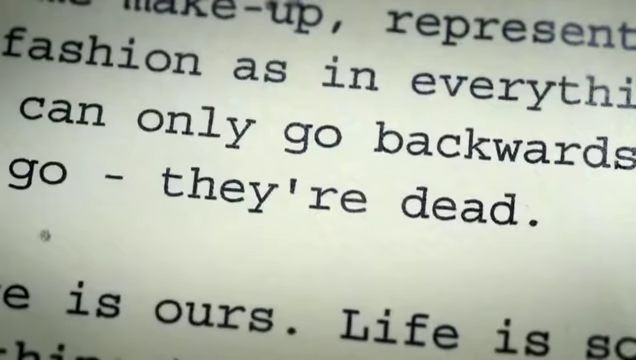 make-up, represent
fashion as in everythi
can only go backwards
go - they're dead.
e is ours. Life is so